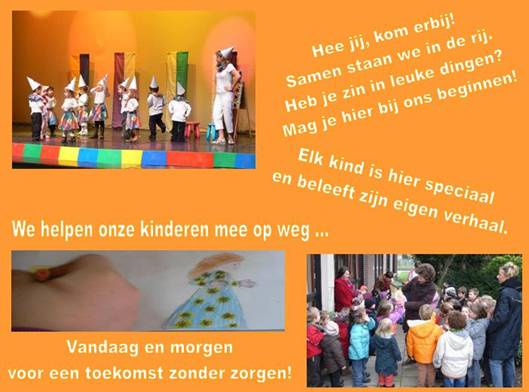 Hee jij, kom erbij!
Samen staan we in de rij.
Heb je zin in leuke dingen?
Mag je hier bij ons beginnen!
Elk kind is hier speciaal
en beleeft zijn eigen verhaal.
We helpen onze kinderen mee op weg ...
Vandaag en morgen
voor een toekomst zonder zorgen!